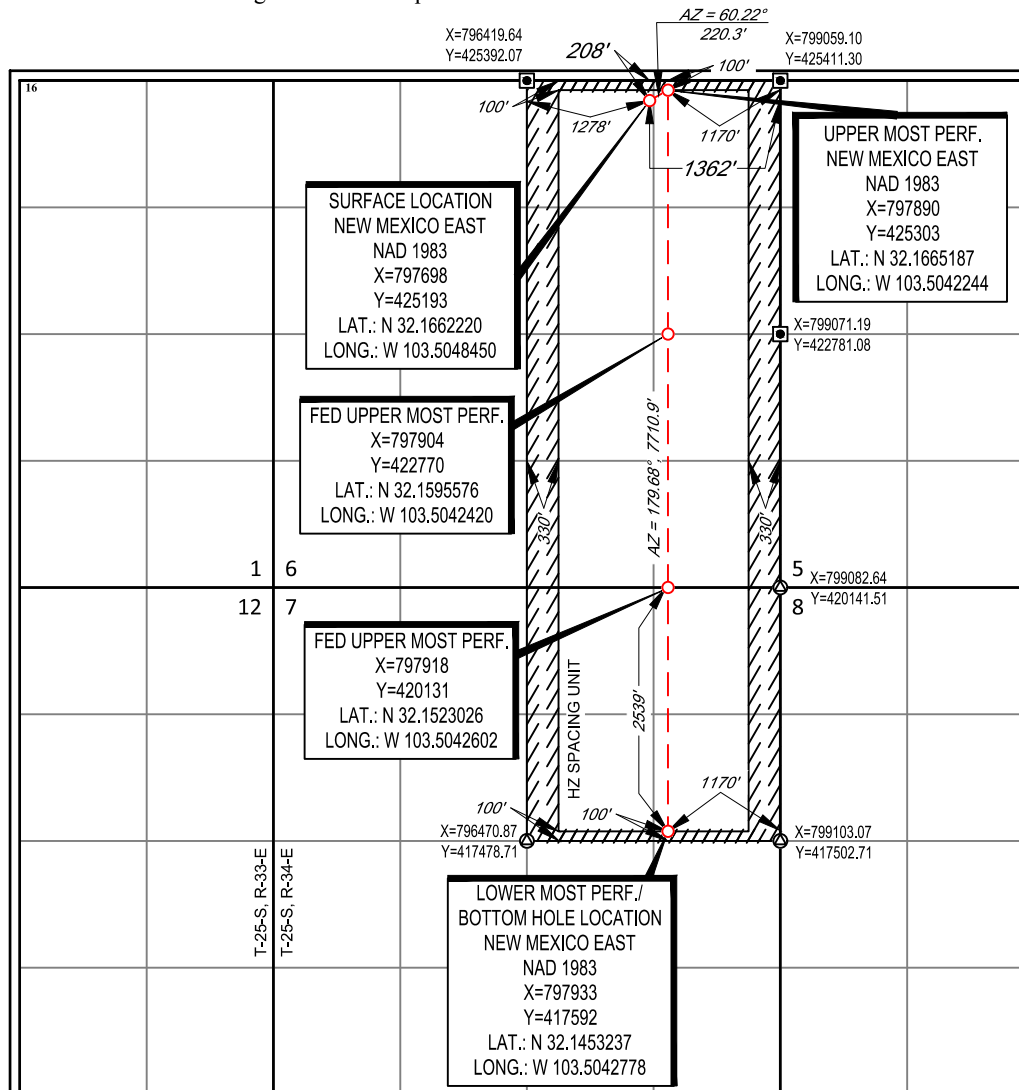 AZ = 60.22°
220.3'
X=796419.64
Y=425392.07
208'
X=799059.10
Y=425411.30
100'
16
100'
1278'
1170'
1362'
UPPER MOST PERF.
NEW MEXICO EAST
NAD 1983
X=797890
Y=425303
LAT.: N 32.1665187
LONG.: W 103.5042244
SURFACE LOCATION
NEW MEXICO EAST
NAD 1983
X=797698
Y=425193
LAT.: N 32.1662220
LONG.: W 103.5048450
X=799071.19
Y=422781.08
FED UPPER MOST PERF.
X=797904
Y=422770
LAT.: N 32.1595576
LONG.: W 103.5042420
AZ = 179.68°, 7710.9'
330'
330'
1 6
12 7
5
8
X=799082.64
Y=420141.51
FED UPPER MOST PERF.
X=797918
Y=420131
LAT.: N 32.1523026
LONG.: W 103.5042602
2539'
HZ SPACING UNIT
1170'
100'
100'
X=796470.87
Y=417478.71
X=799103.07
Y=417502.71
T-25-S, R-33-E
T-25-S, R-34-E
LOWER MOST PERF./
BOTTOM HOLE LOCATION
NEW MEXICO EAST
NAD 1983
X=797933
Y=417592
LAT.: N 32.1453237
LONG.: W 103.5042778